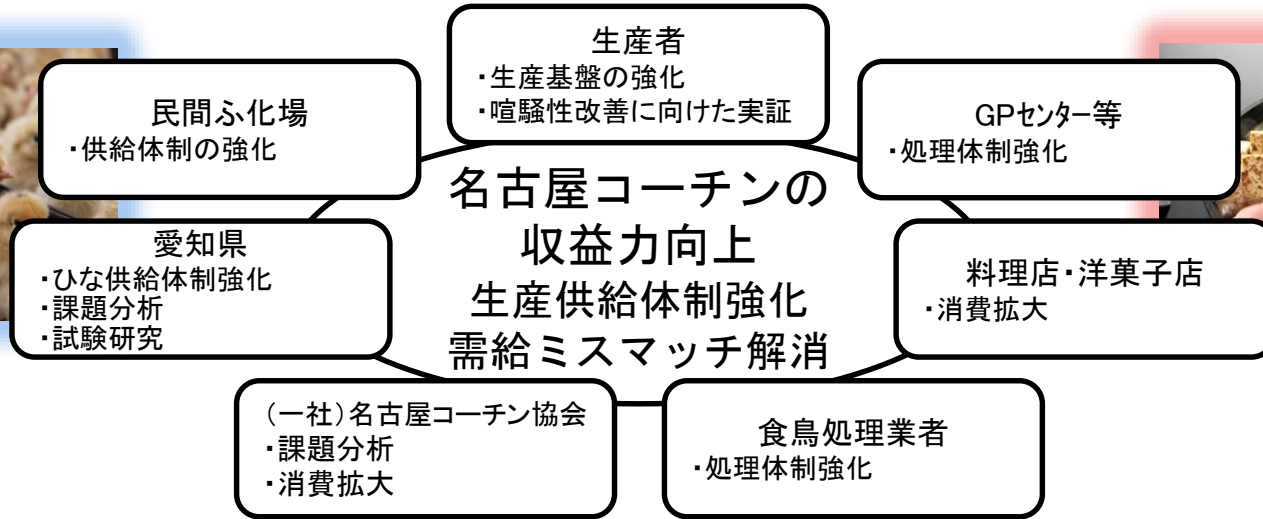 生産者
・生産基盤の強化
・喧騒性改善に向けた実証
民間ふ化場
・供給体制の強化
GPセンター等
・処理体制強化
愛知県
・ひな供給体制強化
・課題分析
・試験研究
名古屋コーチンの
収益力向上
生産供給体制強化
需給ミスマッチ解消
料理店・洋菓子店
・消費拡大
（一社）名古屋コーチン協会
・課題分析
・消費拡大
食鳥処理業者
・処理体制強化